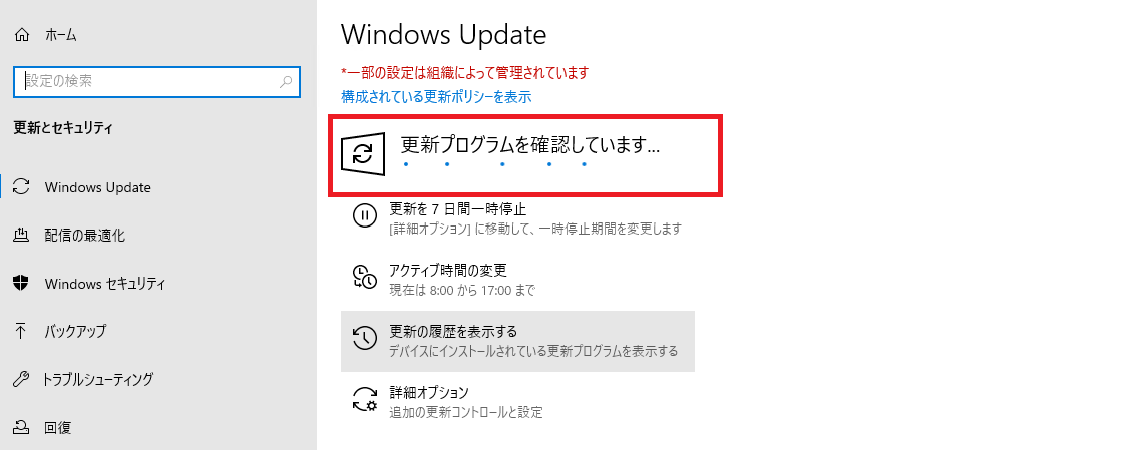 ホーム
設定の検索
更新とセキュリティ
Windows Update
配信の最適化
Windows セキュリティ
バックアップ
トラブルシューティング
回復
Windows Update
*一部の設定は組織によって管理されています
構成されている更新ポリシーを表示
更新プログラムを確認しています...
更新を 7 日間一時停止
[詳細オプション] に移動して、一時停止期間を変更します
アクティブ時間の変更
現在は 8:00 から 17:00 まで
更新の履歴を表示する
デバイスにインストールされている更新プログラムを表示する
詳細オプション
追加の更新コントロールと設定